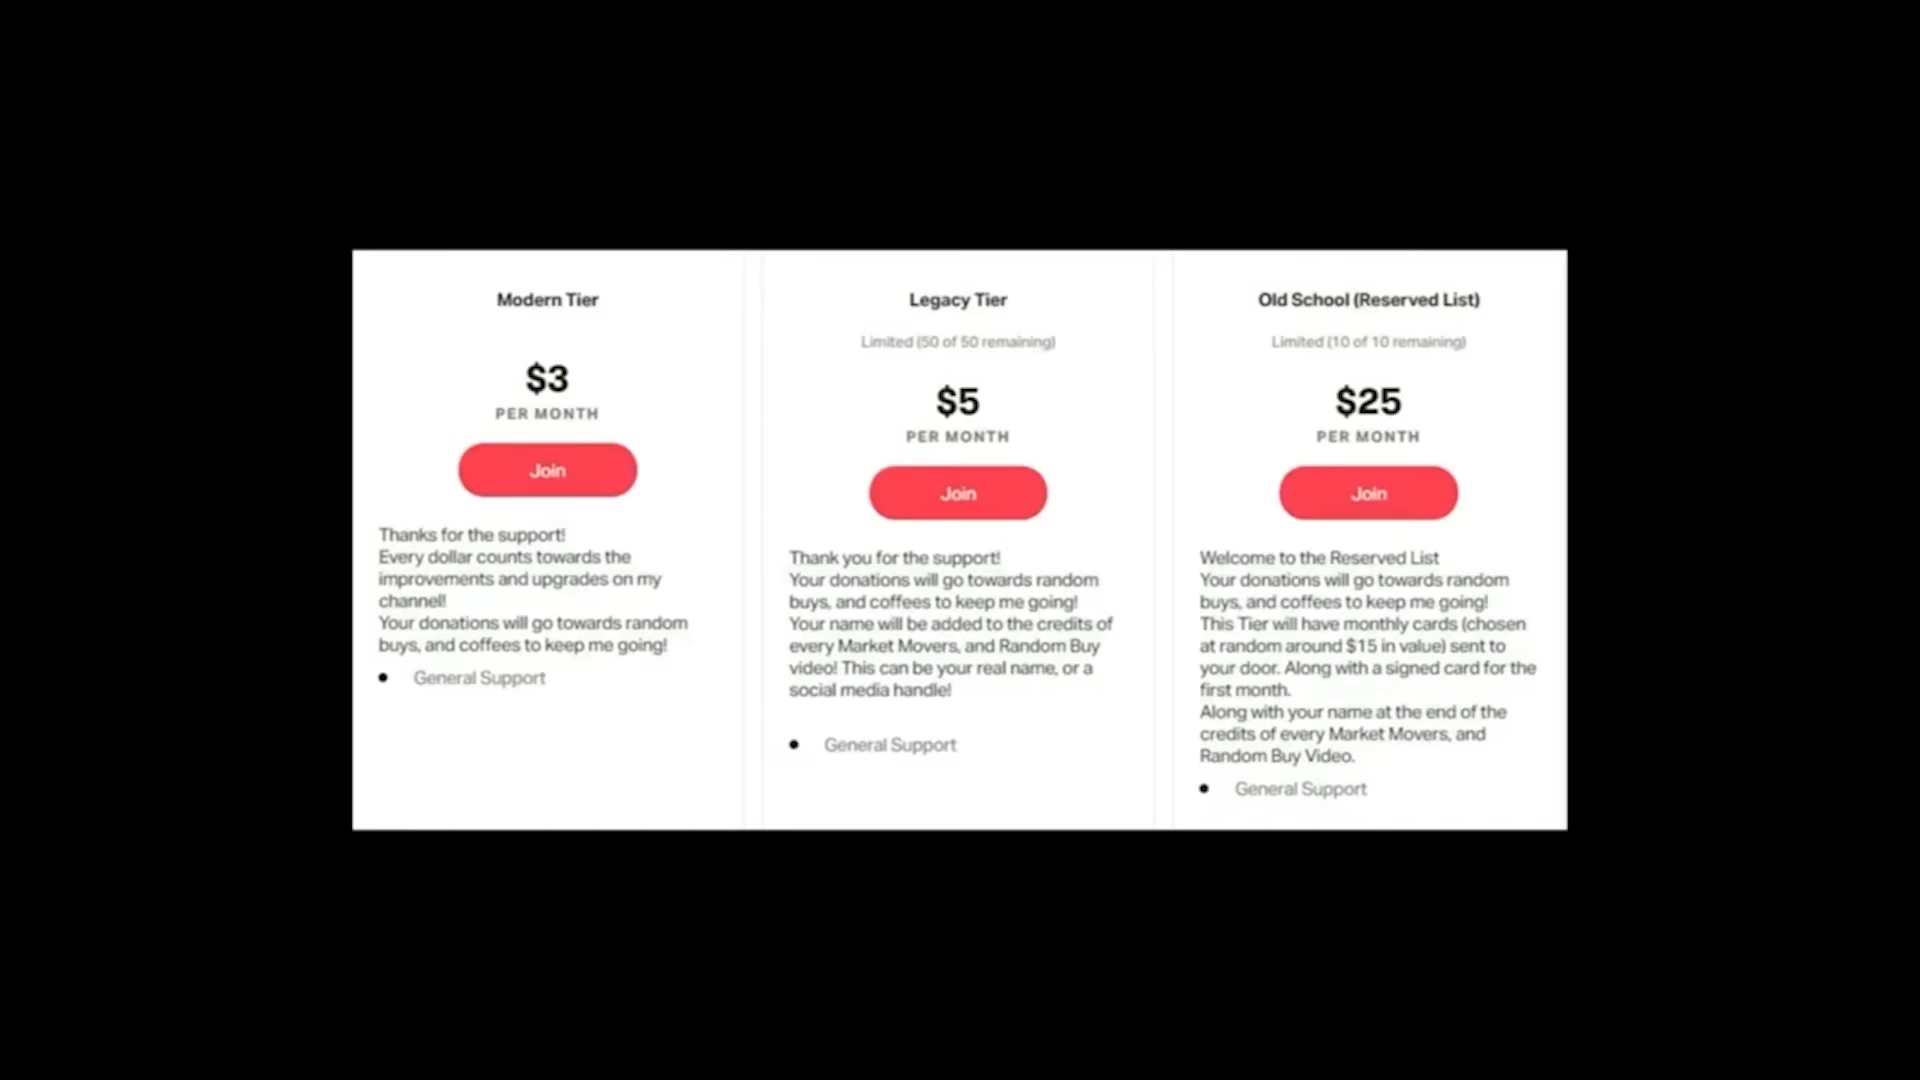 Modern Tier
$3
PER MONTH
Join
Thanks for the support!
Every dollar counts towards the
improvements and upgrades on my
channel!
Your donations will go towards random
buys, and coffees to keep me going!
• General Support
Legacy Tier
Limited (50 of 50 remaining)
$5
PER MONTH
Join
Thank you for the support!
Your donations will go towards random
buys, and coffees to keep me going!
Your name will be added to the credits of
every Market Movers, and Random Buy
video! This can be your real name, or a
social media handle!
• General Support
Old School (Reserved List)
Limited (10 of 10 remaining)
$25
PER MONTH
Join
Welcome to the Reserved List
Your donations will go towards random
buys, and coffees to keep me going!
This Tier will have monthly cards (chosen
at random around $15 in value) sent to
your door. Along with a signed card for the
first month.
Along with your name at the end of the
credits of every Market Movers, and
Random Buy Video.
• General Support